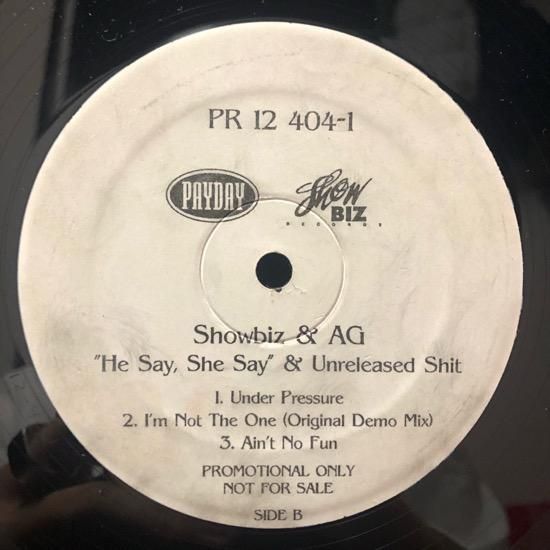 PR 12 404-1
PAYDAY
Show
BIZ
RECORDS
Showbiz & AG
"He Say, She Say" & Unreleased Shit
1. Under Pressure
2. I'm Not The One (Original Demo Mix)
3. Ain't No Fun
PROMOTIONAL ONLY
NOT FOR SALE
SIDE B